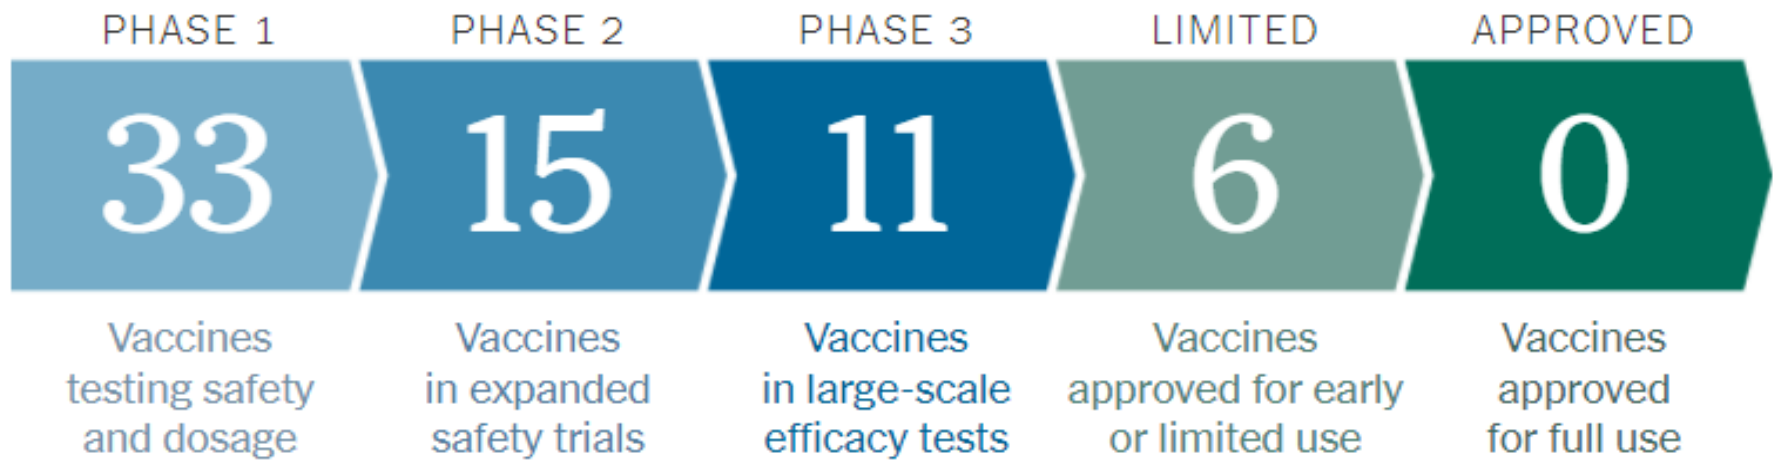 PHASE 1
PHASE 2
PHASE 3
LIMITED
APPROVED
33
15
11
6
0
Vaccines
testing safety
and dosage
Vaccines
in expanded
safety trials
Vaccines
in large-scale
efficacy tests
Vaccines
approved for early
or limited use
Vaccines
approved
for full use